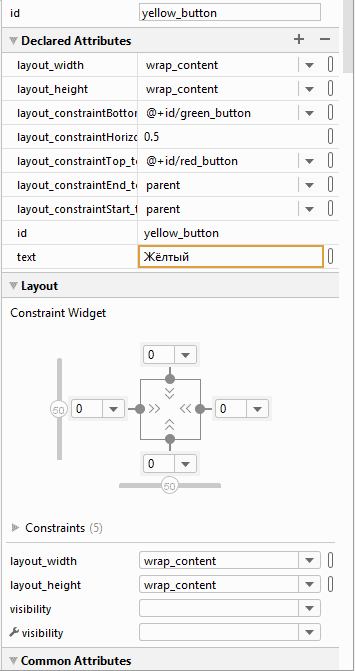 id yellow_button
Declared Attributes + −
layout_width wrap_content
layout_height wrap_content
layout_constraintBottom @+id/green_button
layout_constraintHorizo 0.5
layout_constraintTop_to @+id/red_button
layout_constraintEnd_to parent
layout_constraintStart_t parent
id yellow_button
text Жёлтый
Layout
Constraint Widget
0
50 0 0
0
50
Constraints (5)
layout_width wrap_content
layout_height wrap_content
visibility
visibility
Common Attributes